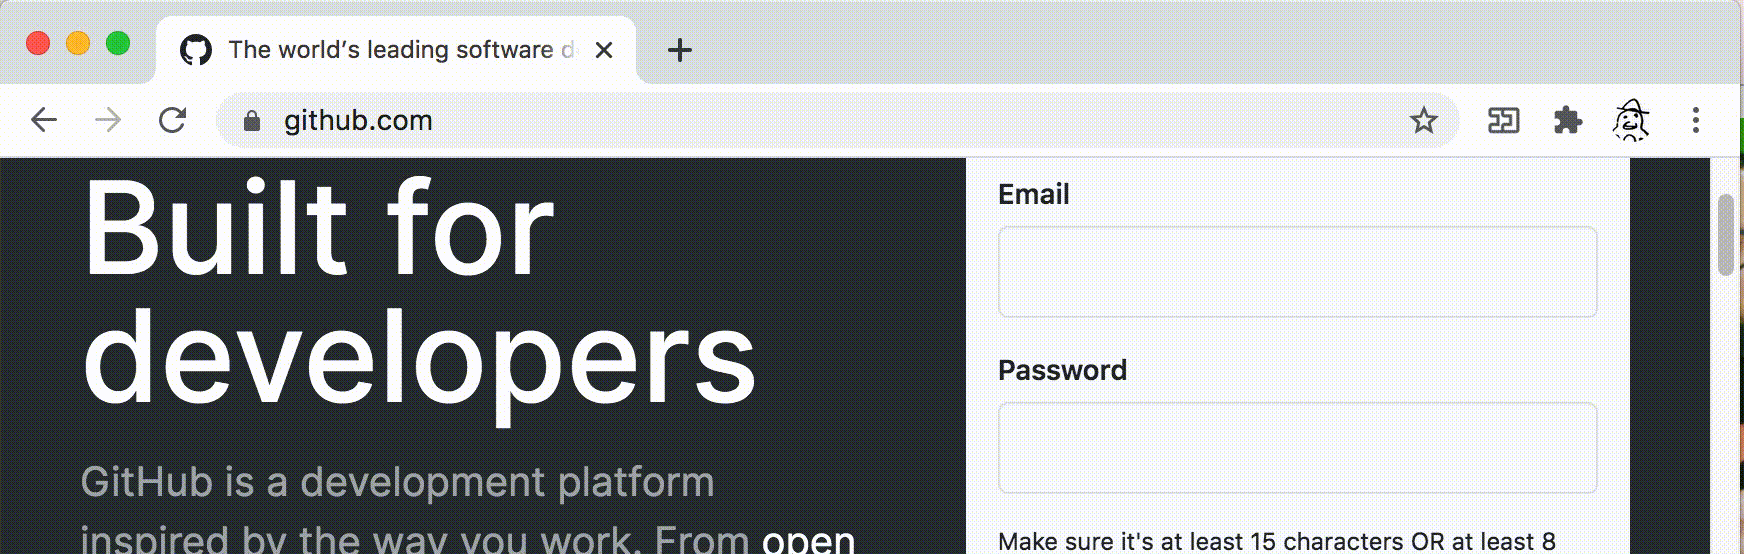 The world’s leading software d
github.com
Built for
developers
GitHub is a development platform
inspired by the way you work. From open
Email
Password
Make sure it's at least 15 characters OR at least 8